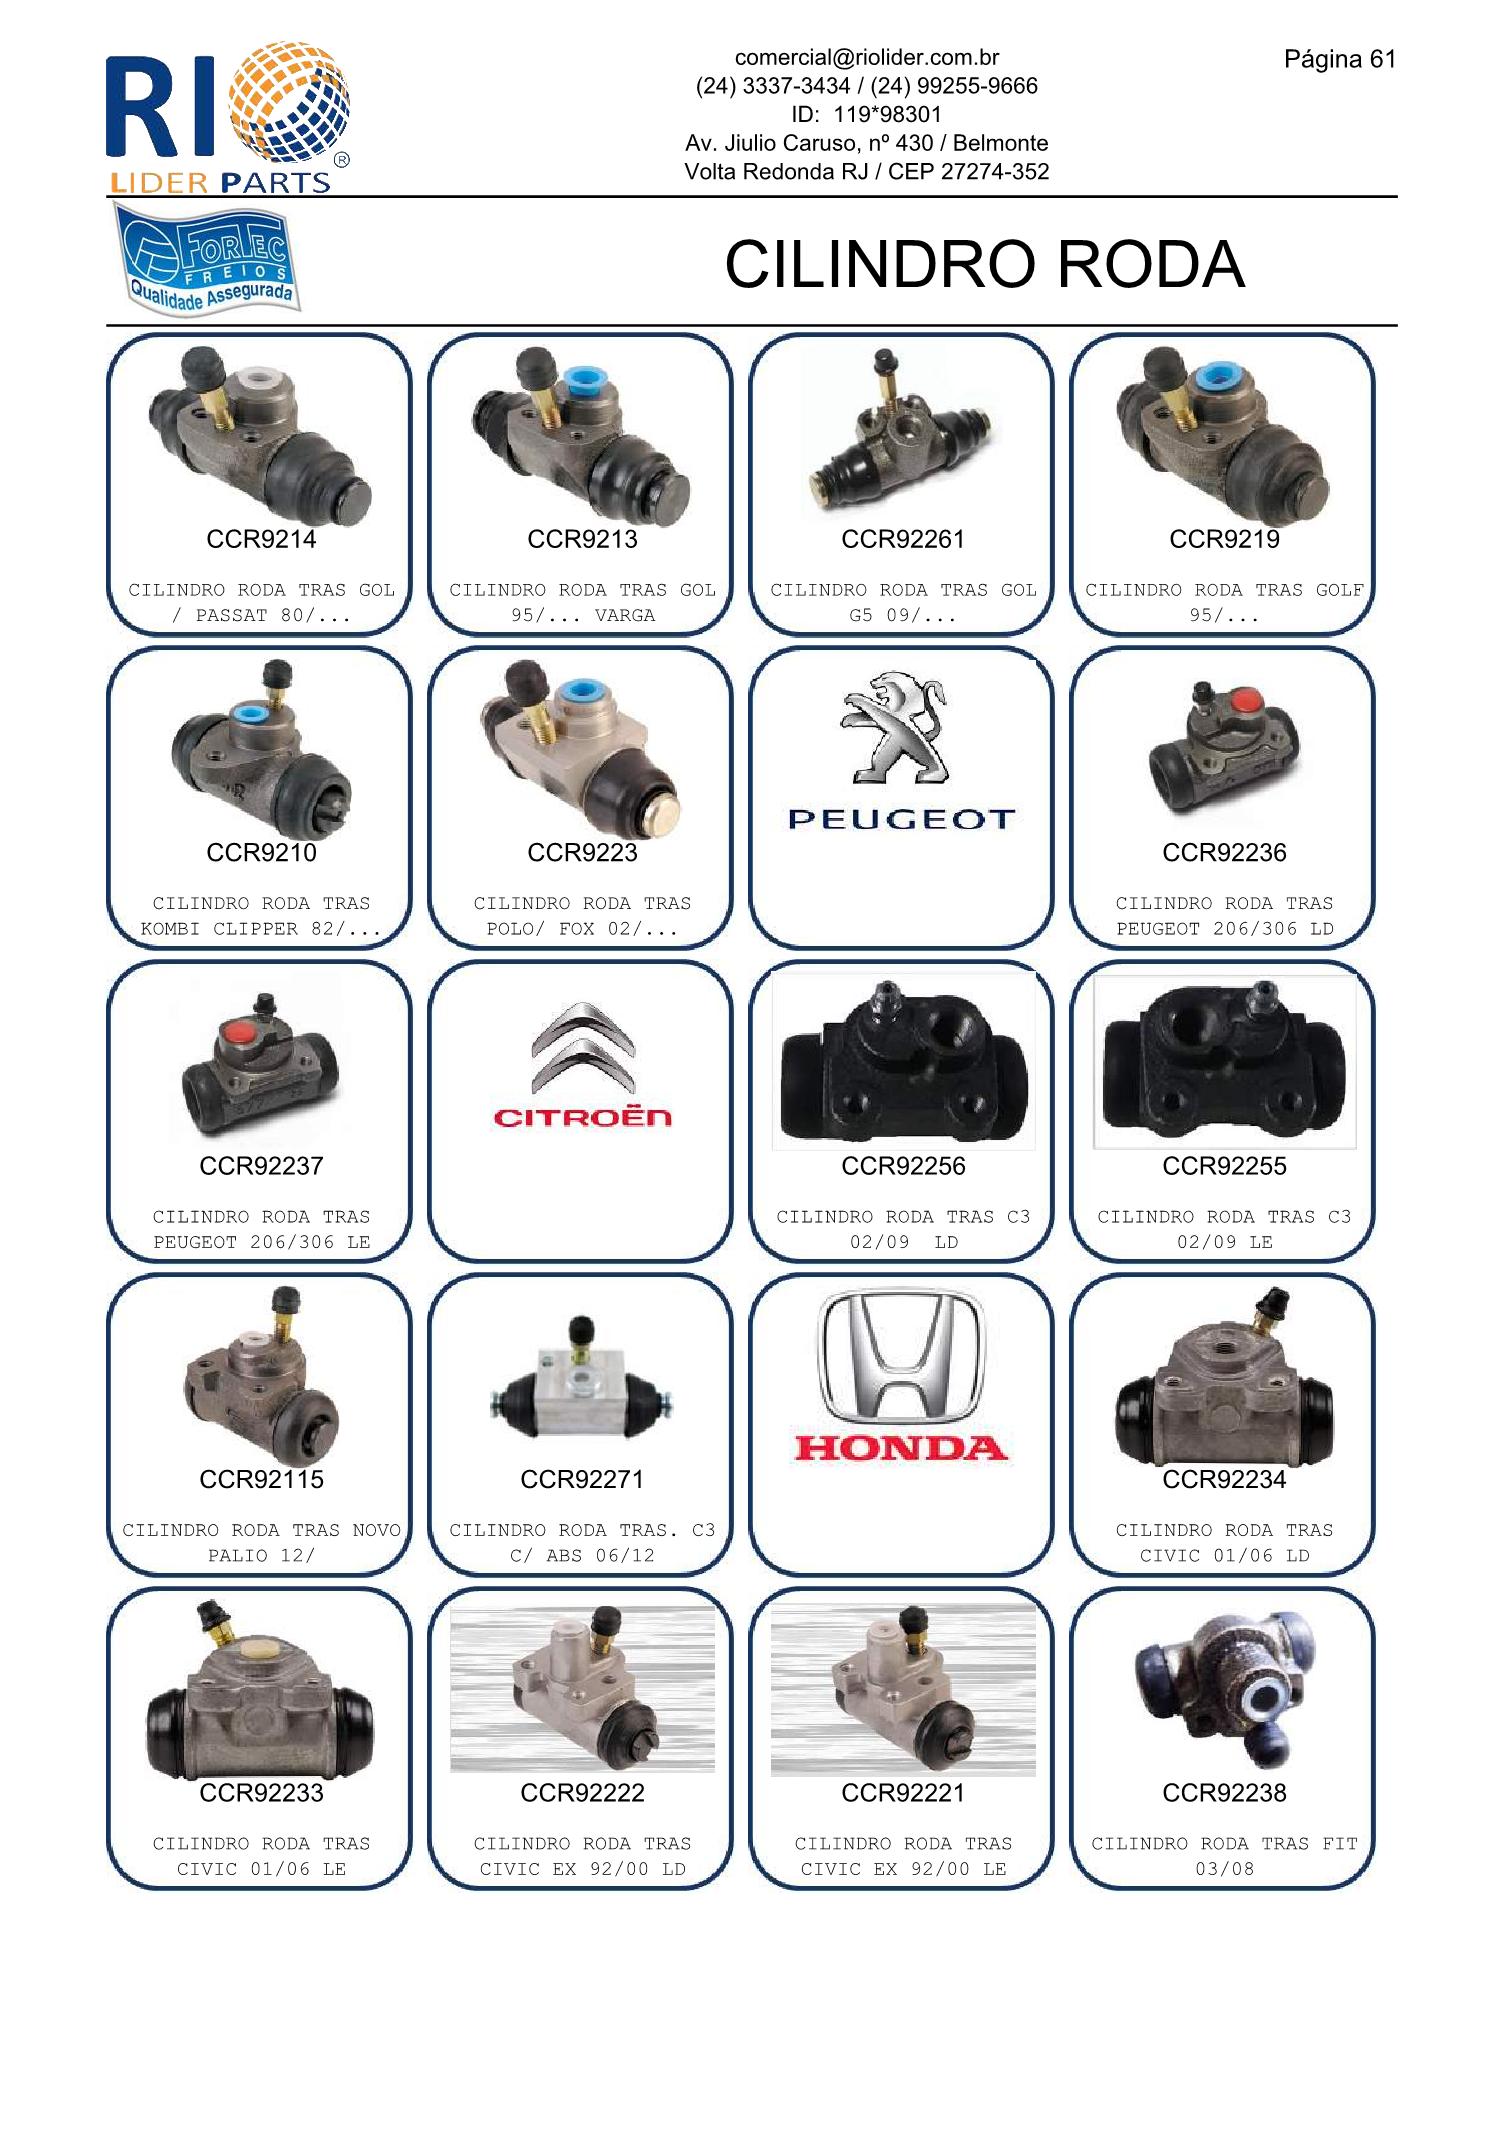 RIO
®
LIDER PARTS
comercial@riolider.com.br
(24) 3337-3434 / (24) 99255-9666
ID:  119*98301
Av. Jiulio Caruso, nº 430 / Belmonte
Volta Redonda RJ / CEP 27274-352
Página 61
FORTEC
FREIOS
Qualidade Assegurada
CILINDRO RODA
CCR9214
CILINDRO RODA TRAS GOL
/ PASSAT 80/...
CCR9213
CILINDRO RODA TRAS GOL
95/... VARGA
CCR92261
CILINDRO RODA TRAS GOL
G5 09/...
CCR9219
CILINDRO RODA TRAS GOLF
95/...
CCR9210
CILINDRO RODA TRAS
KOMBI CLIPPER 82/...
CCR9223
CILINDRO RODA TRAS
POLO/ FOX 02/...
PEUGEOT
CCR92236
CILINDRO RODA TRAS
PEUGEOT 206/306 LD
CCR92237
CILINDRO RODA TRAS
PEUGEOT 206/306 LE
CITROËN
CCR92256
CILINDRO RODA TRAS C3
02/09  LD
CCR92255
CILINDRO RODA TRAS C3
02/09 LE
CCR92115
CILINDRO RODA TRAS NOVO
PALIO 12/
CCR92271
CILINDRO RODA TRAS. C3
C/ ABS 06/12
HONDA
CCR92234
CILINDRO RODA TRAS
CIVIC 01/06 LD
CCR92233
CILINDRO RODA TRAS
CIVIC 01/06 LE
CCR92222
CILINDRO RODA TRAS
CIVIC EX 92/00 LD
CCR92221
CILINDRO RODA TRAS
CIVIC EX 92/00 LE
CCR92238
CILINDRO RODA TRAS FIT
03/08